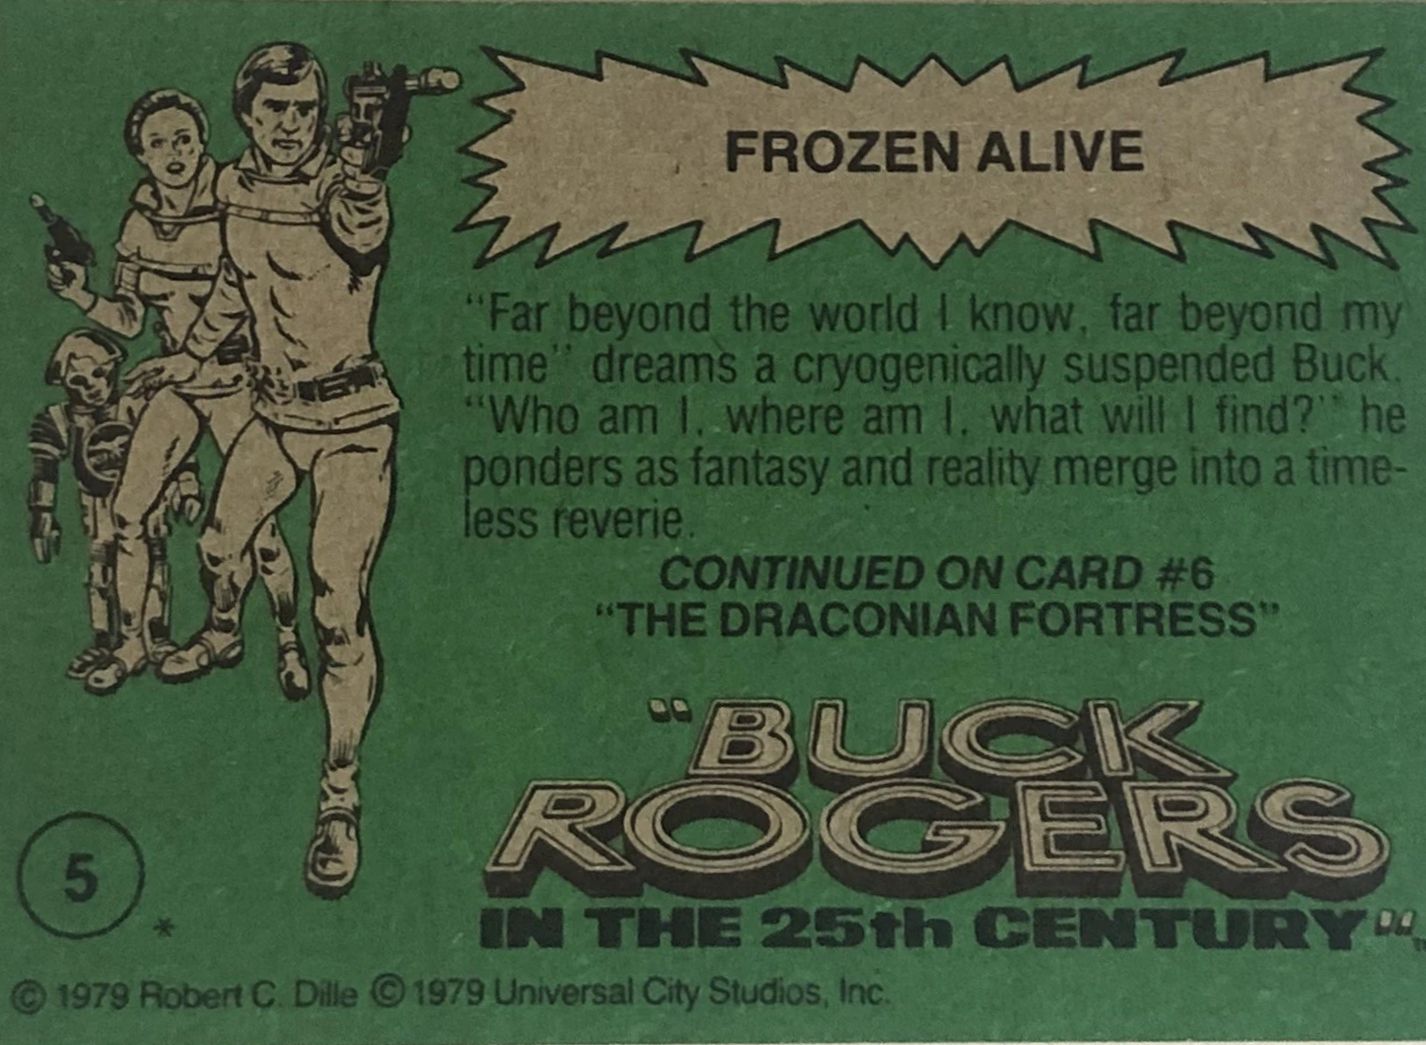 FROZEN ALIVE
“Far beyond the world I know, far beyond my
time” dreams a cryogenically suspended Buck.
“Who am I, where am I, what will I find?” he
ponders as fantasy and reality merge into a time-
less reverie.
CONTINUED ON CARD #6
“THE DRACONIAN FORTRESS”
“BUCK
ROGERS
IN THE 25th CENTURY”™
5
*
© 1979 Robert C. Dille © 1979 Universal City Studios, Inc.